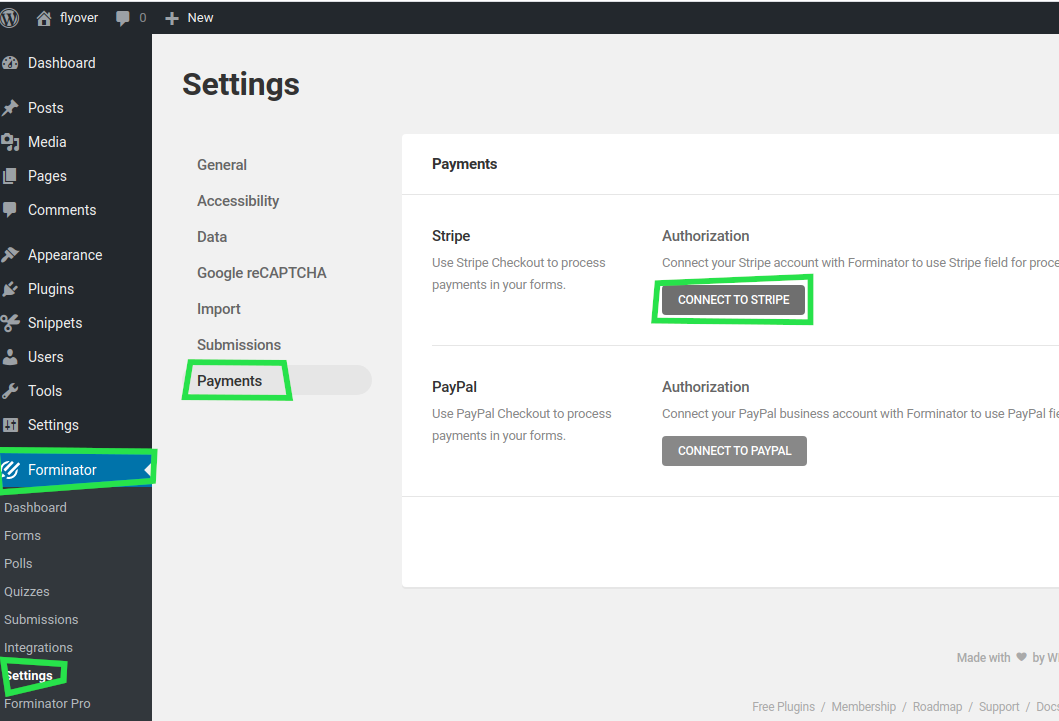 flyover 0 New
Dashboard
Posts
Media
Pages
Comments
Appearance
Plugins
Snippets
Users
Tools
Settings
Forminator
Dashboard
Forms
Polls
Quizzes
Submissions
Integrations
Settings
Forminator Pro
Settings
General
Accessibility
Data
Google reCAPTCHA
Import
Submissions
Payments
Payments
Stripe
Use Stripe Checkout to process
payments in your forms.
Authorization
Connect your Stripe account with Forminator to use Stripe field for proce
CONNECT TO STRIPE
PayPal
Use PayPal Checkout to process
payments in your forms.
Authorization
Connect your PayPal business account with Forminator to use PayPal fie
CONNECT TO PAYPAL
Made with by W
Free Plugins / Membership / Roadmap / Support / Docs